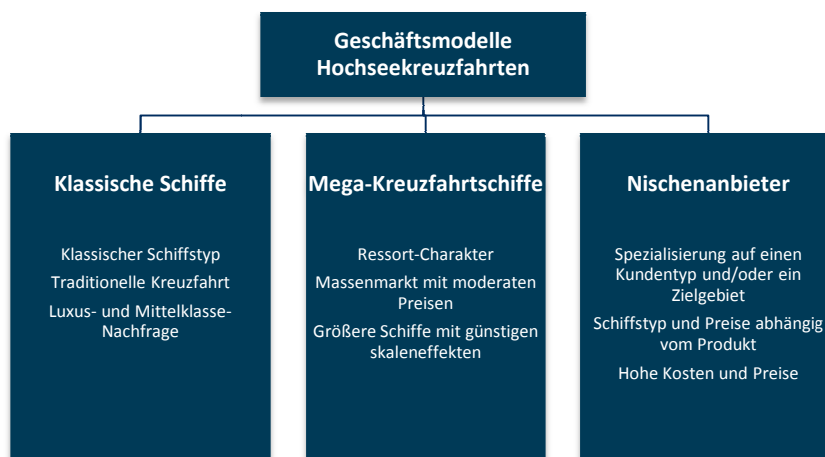 Geschäftsmodelle
Hochseekreuzfahrten
Klassische Schiffe
Klassischer Schiffstyp
Traditionelle Kreuzfahrt
Luxus- und Mittelklasse-
Nachfrage
Mega-Kreuzfahrtschiffe
Ressort-Charakter
Massenmarkt mit moderaten
Preisen
Größere Schiffe mit günstigen
skaleneffekten
Nischenanbieter
Spezialisierung auf einen
Kundentyp und/oder ein
Zielgebiet
Schiffstyp und Preise abhängig
vom Produkt
Hohe Kosten und Preise